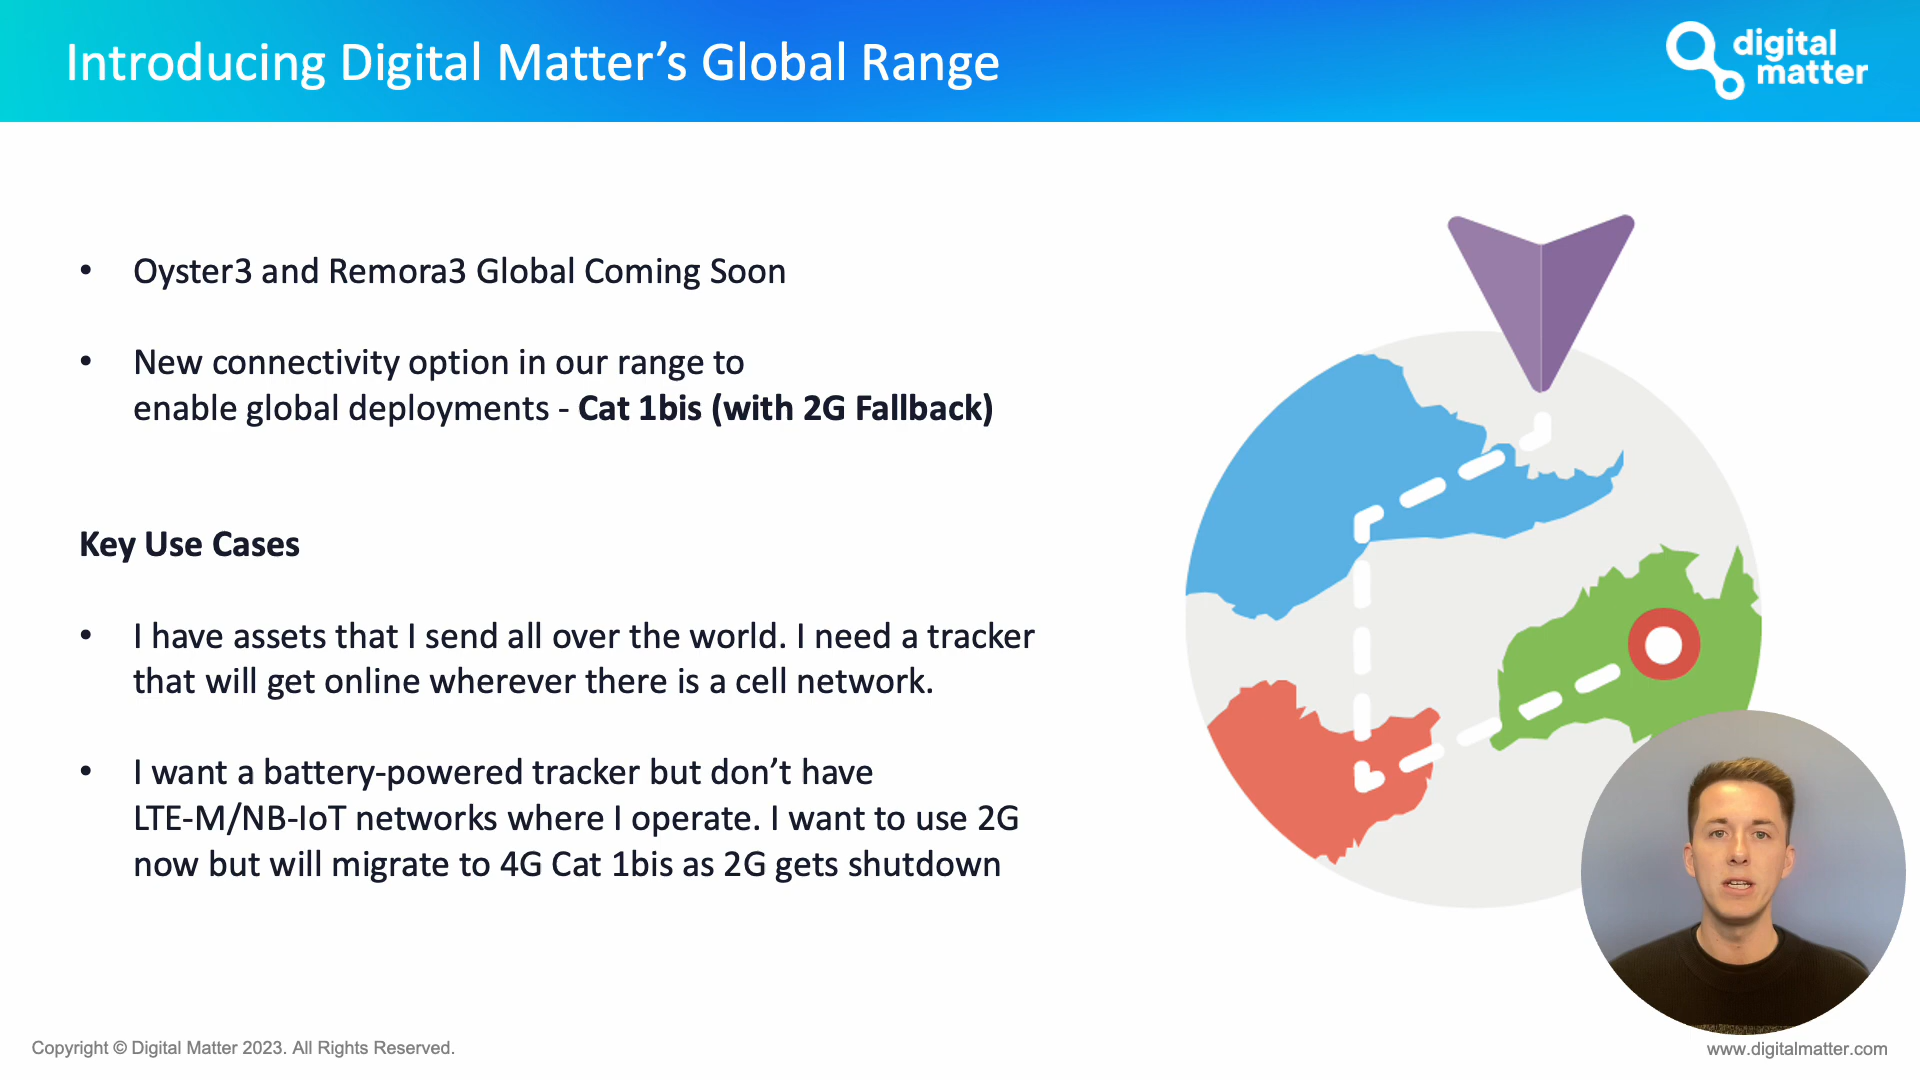 Introducing Digital Matter’s Global Range
digital
matter
• Oyster3 and Remora3 Global Coming Soon
• New connectivity option in our range to
enable global deployments - Cat 1bis (with 2G Fallback)
Key Use Cases
• I have assets that I send all over the world. I need a tracker
that will get online wherever there is a cell network.
• I want a battery-powered tracker but don’t have
LTE-M/NB-IoT networks where I operate. I want to use 2G
now but will migrate to 4G Cat 1bis as 2G gets shutdown
Copyright © Digital Matter 2023. All Rights Reserved.
www.digitalmatter.com